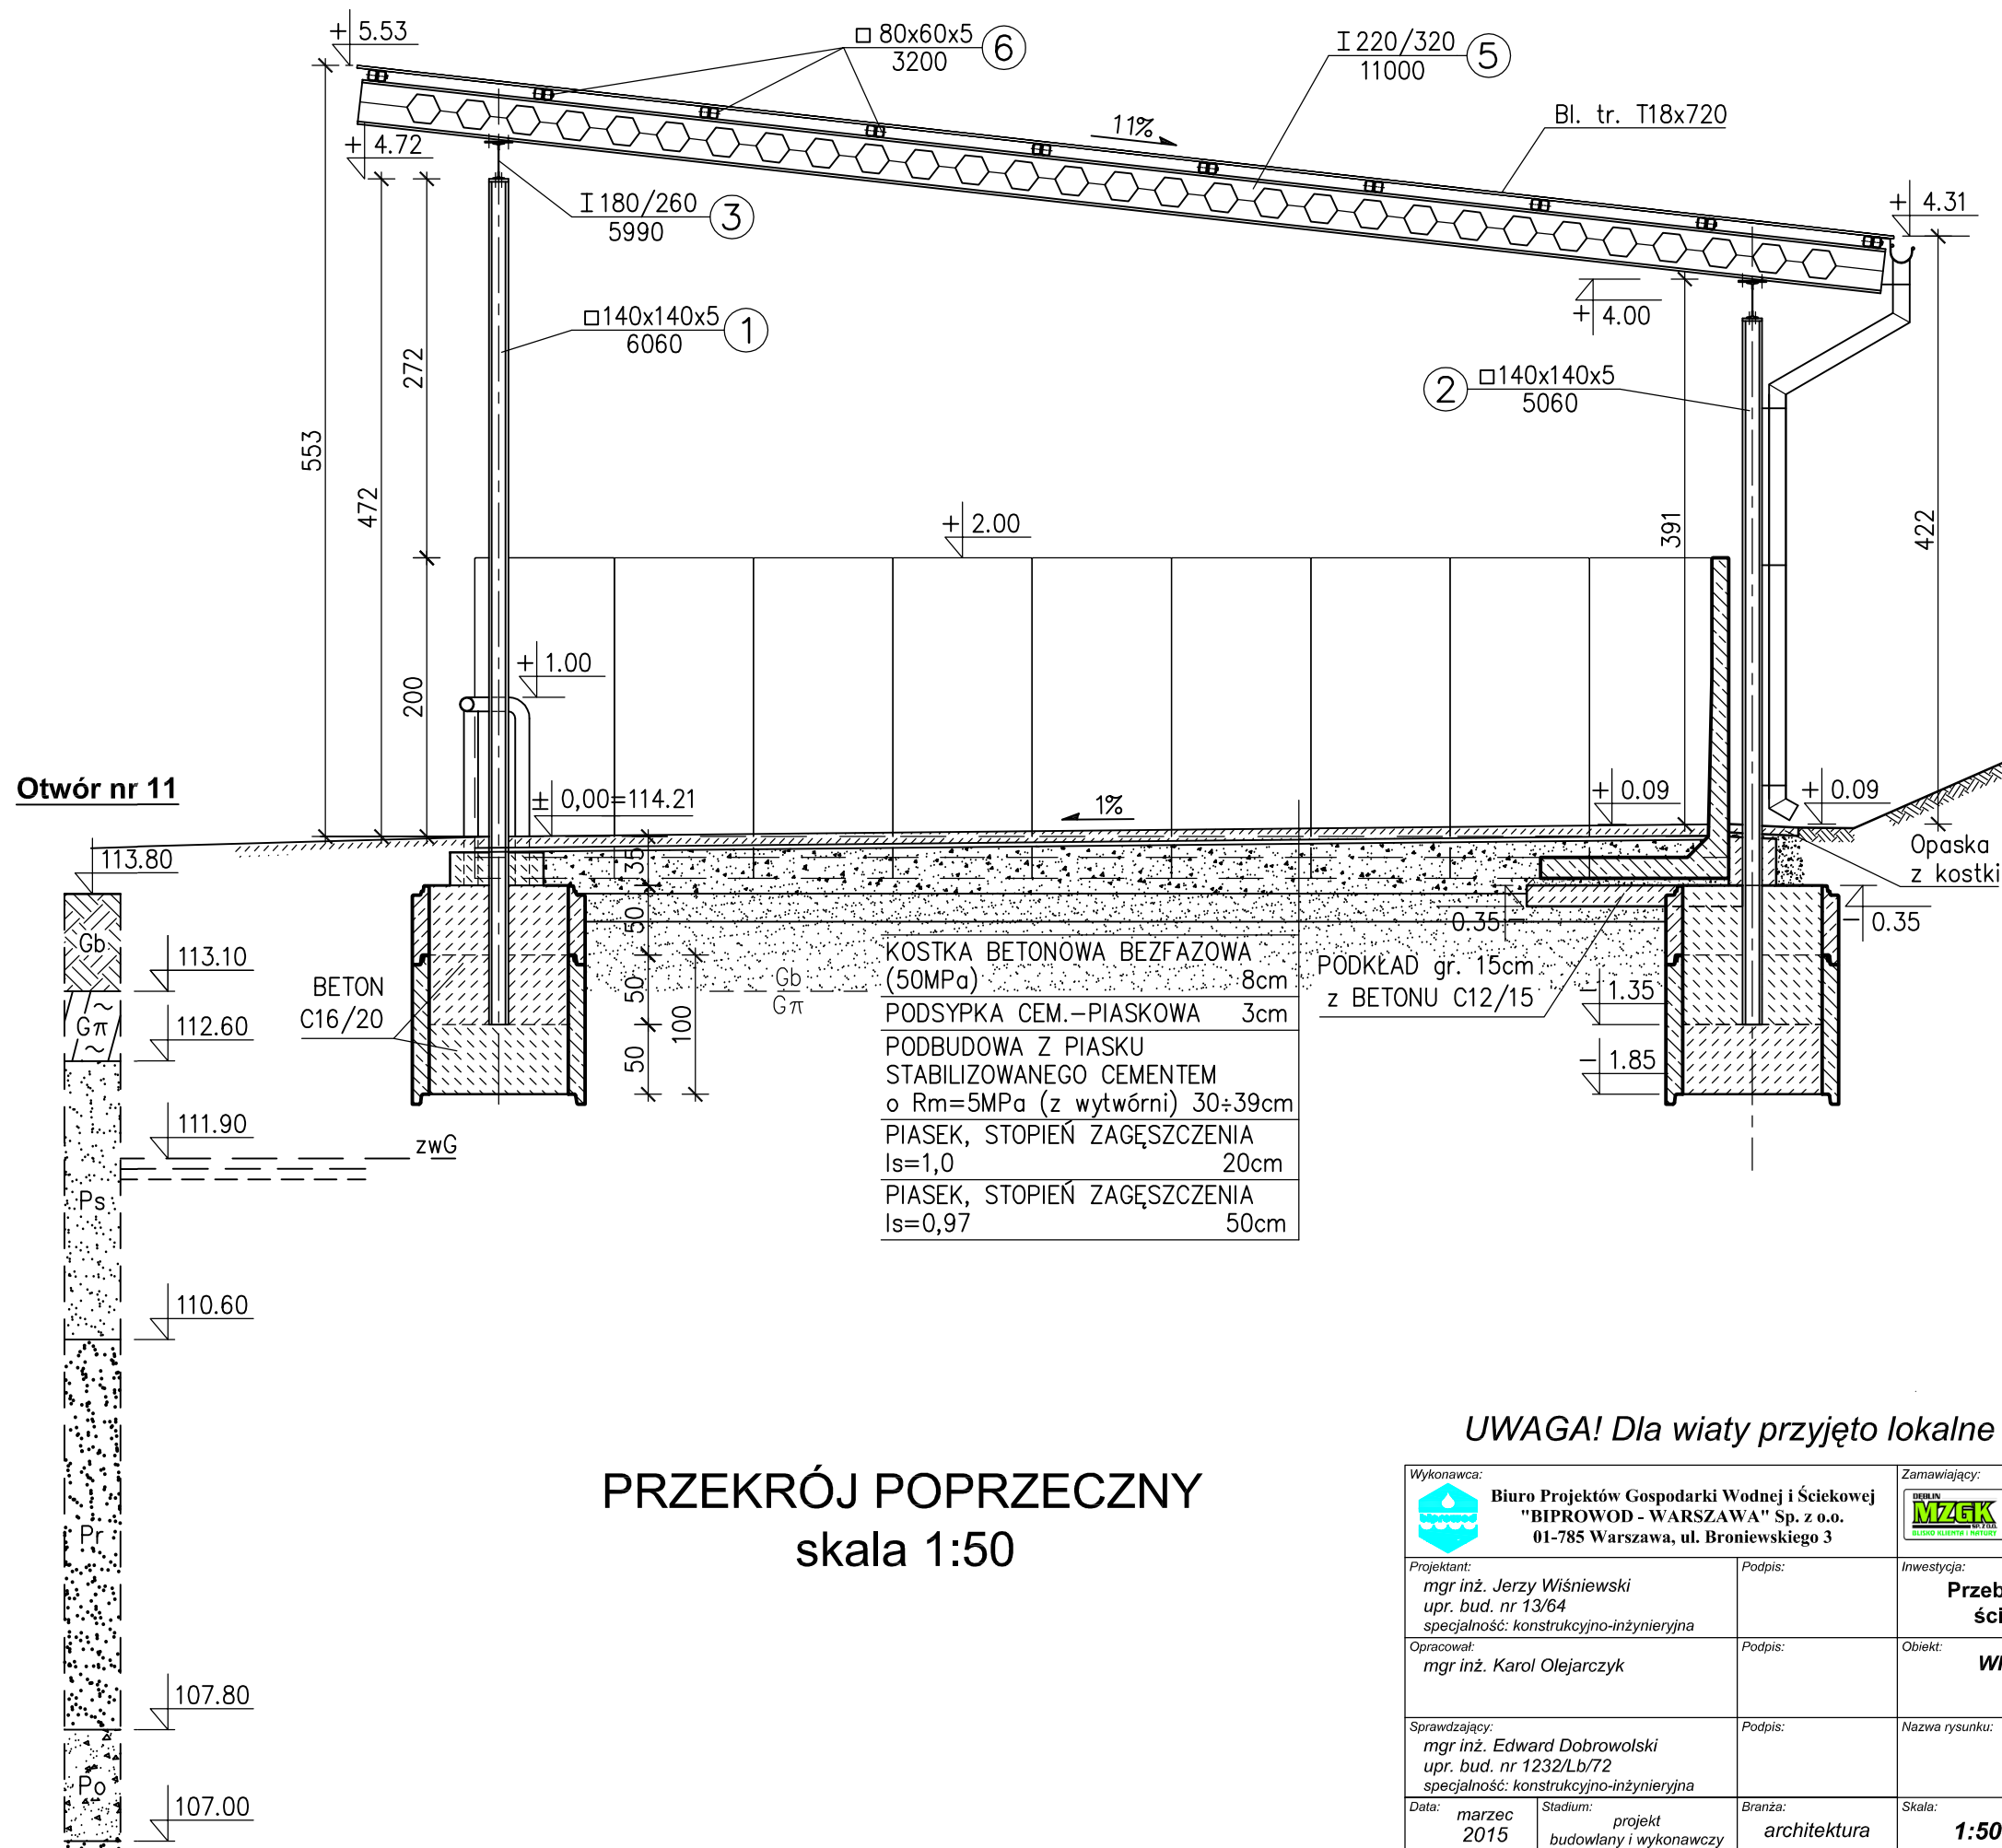 + 5.53
□ 80x60x5
3200
6
I 220/320
11000
5
Bl. tr. T18x720
11%
+ 4.72
I 180/260
5990
3
+ 4.31
+ 4.00
□140x140x5
6060
1
2
□140x140x5
5060
553
472
272
200
391
422
+ 2.00
+ 1.00
Otwór nr 11
± 0,00=114.21
1%
+ 0.09
+ 0.09
Opaska
z kostki
113.80
Gb
113.10
Gπ
112.60
111.90
zwG
Ps
110.60
Pr
107.80
Po
107.00
BETON
C16/20
35
50
50
50
100
Gb
Gπ
KOSTKA BETONOWA BEZFAZOWA
(50MPa) 8cm
PODSYPKA CEM.-PIASKOWA 3cm
PODBUDOWA Z PIASKU
STABILIZOWANEGO CEMENTEM
o Rm=5MPa (z wytwórni) 30÷39cm
PIASEK, STOPIEŃ ZAGĘSZCZENIA
Is=1,0 20cm
PIASEK, STOPIEŃ ZAGĘSZCZENIA
Is=0,97 50cm
PODKŁAD gr. 15cm
z BETONU C12/15
0.35 −
− 0.35
− 1.35
− 1.85
PRZEKRÓJ POPRZECZNY
skala 1:50
UWAGA! Dla wiaty przyjęto lokalne
Wykonawca:
Biuro Projektów Gospodarki Wodnej i Ściekowej
"BIPROWOD - WARSZAWA" Sp. z o.o.
01-785 Warszawa, ul. Broniewskiego 3
Zamawiający:
DĘBLIN
MZGK
SP. Z O.O.
BLISKO KLIENTA I NATURY
Projektant:
mgr inż. Jerzy Wiśniewski
upr. bud. nr 13/64
specjalność: konstrukcyjno-inżynieryjna
Podpis:
Inwestycja:
Przeb
ści
Opracował:
mgr inż. Karol Olejarczyk
Podpis:
Obiekt:
WI
Sprawdzający:
mgr inż. Edward Dobrowolski
upr. bud. nr 1232/Lb/72
specjalność: konstrukcyjno-inżynieryjna
Podpis:
Nazwa rysunku:
Data:
marzec
2015
Stadium:
projekt
budowlany i wykonawczy
Branża:
architektura
Skala:
1:50